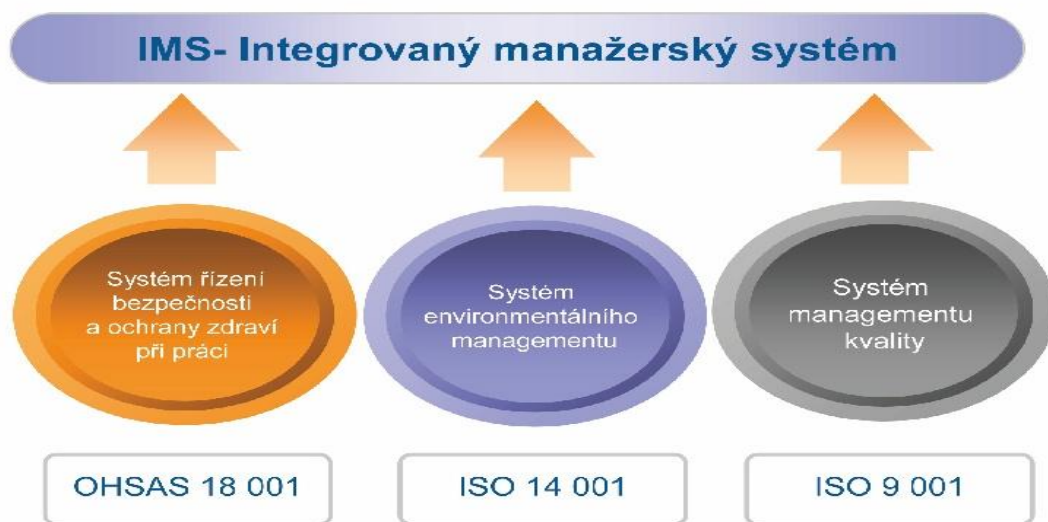 IMS- Integrovaný manažerský systém
Systém řízení
bezpečnosti
a ochrany zdraví
při práci
Systém
environmentálního
managementu
Systém
managementu
kvality
OHSAS 18 001
ISO 14 001
ISO 9 001